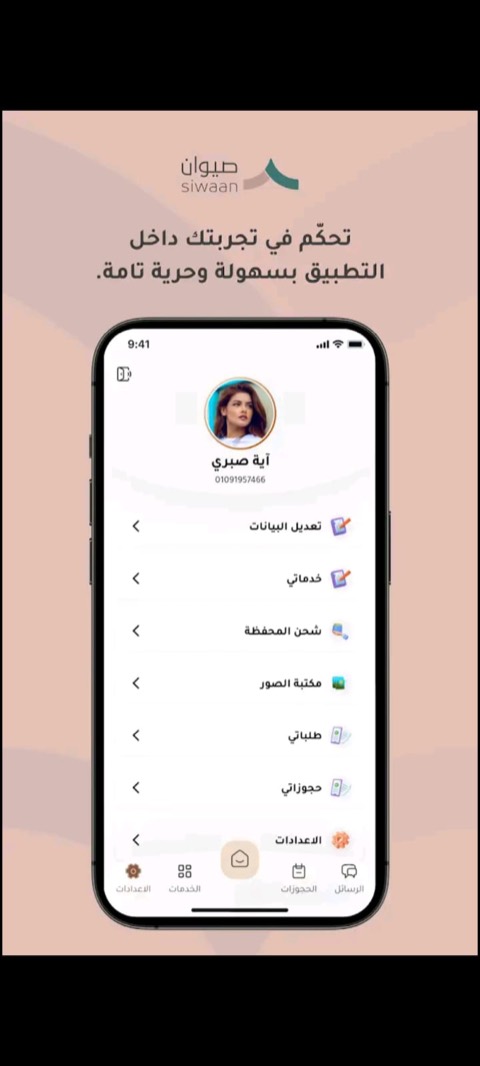 صيوان
siwaan
تحكّم في تجربتك داخل
التطبيق بسهولة وحرية تامة.
9:41
آية صبري
01091957466
تعديل البيانات
خدماتي
شحن المحفظة
مكتبة الصور
طلباتي
حجوزاتي
الاعدادات
الرسائل
الحجوزات
الخدمات
الاعدادات